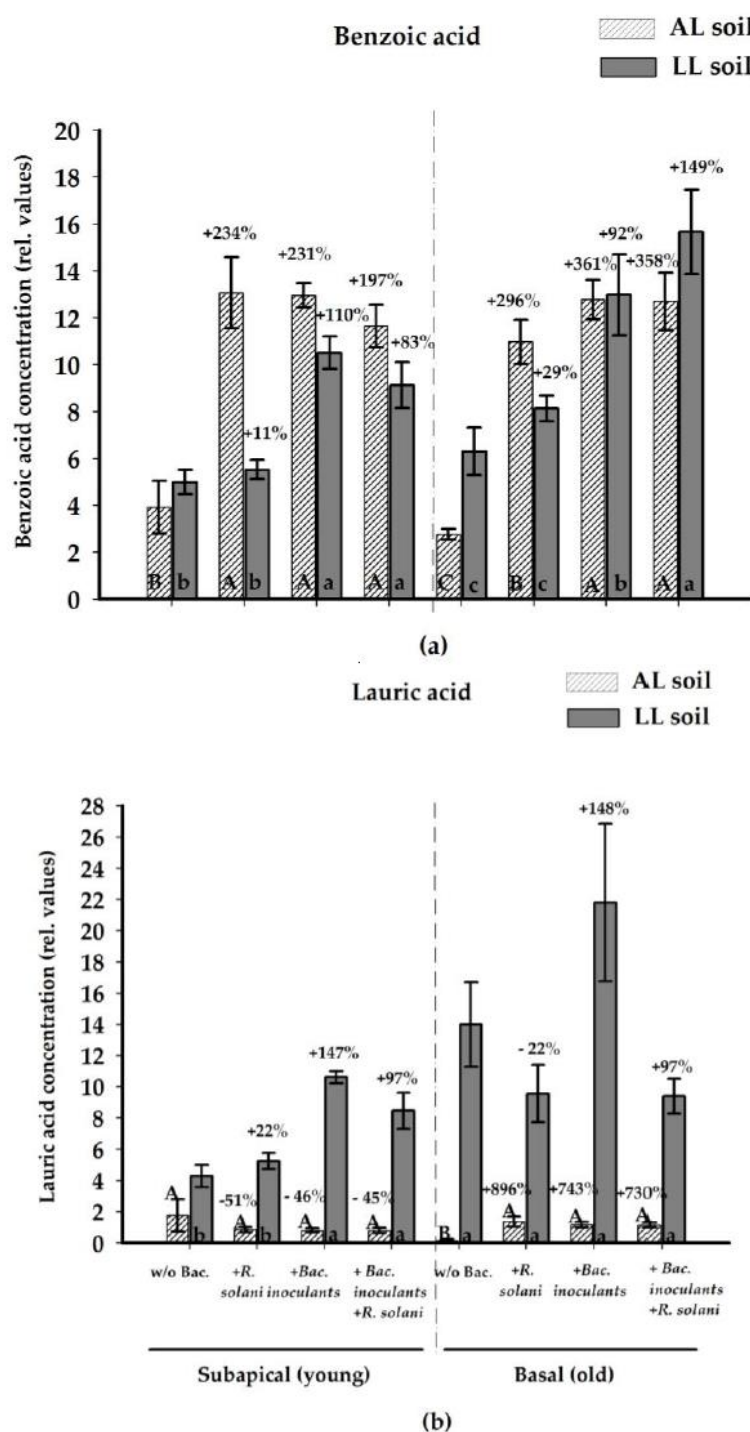 Benzoic acid
AL soil
LL soil
Benzoic acid concentration (rel. values)
20
18
16
14
12
10
8
6
4
2
0
+234%
+11%
+231%
+110%
+197%
+83%
+296%
+29%
+361%
+92%
+358%
+149%
B b A b A a A a C c B c A b A a
(a)
Lauric acid
AL soil
LL soil
Lauric acid concentration (rel. values)
28
26
24
22
20
18
16
14
12
10
8
6
4
2
0
+148%
+147%
+97%
+22%
- 22%
+97%
-51%
- 46%
- 45%
+896%
+743%
+730%
A A A A A A A
b b a a B a a a a
w/o Bac. +R. +Bac. + Bac. w/o Bac. +R. +Bac. + Bac.
solani inoculants inoculants solani inoculants inoculants
+R. solani +R. solani
Subapical (young) Basal (old)
(b)